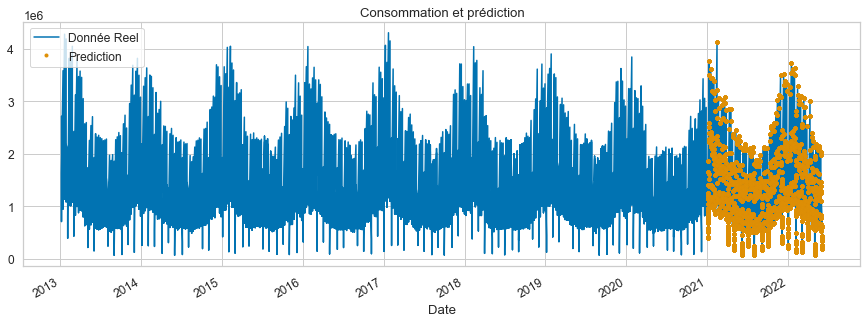 Consommation et prédiction
1e6
Donnée Reel
Prediction
4
3
2
1
0
2013 2014 2015 2016 2017 2018 2019 2020 2021 2022
Date